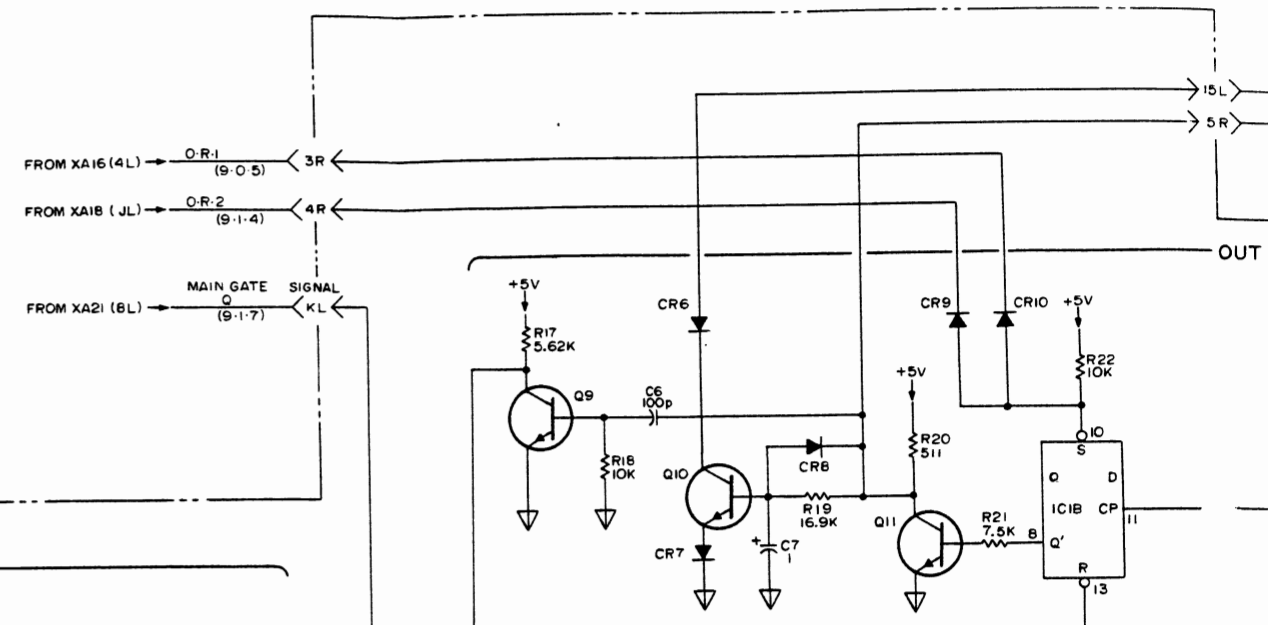 15L
5R
FROM XA16 (4L)
O·R·1
(9·0·5)
3R
FROM XA18 ( JL)
O·R·2
(9·1·4)
4R
OUT
MAIN GATE
SIGNAL
FROM XA21 (8L)
Q
(9·1·7)
KL
+5V
R17
5.62K
CR6
CR9
CR10
+5V
R22
10K
+5V
Q9
C6
100p
R18
10K
CR8
R20
511
Q10
R19
16.9K
Q11
R21
7.5K
8
10
S
Q
D
IC1B
CP
11
Q'
R
13
CR7
+
C7
1